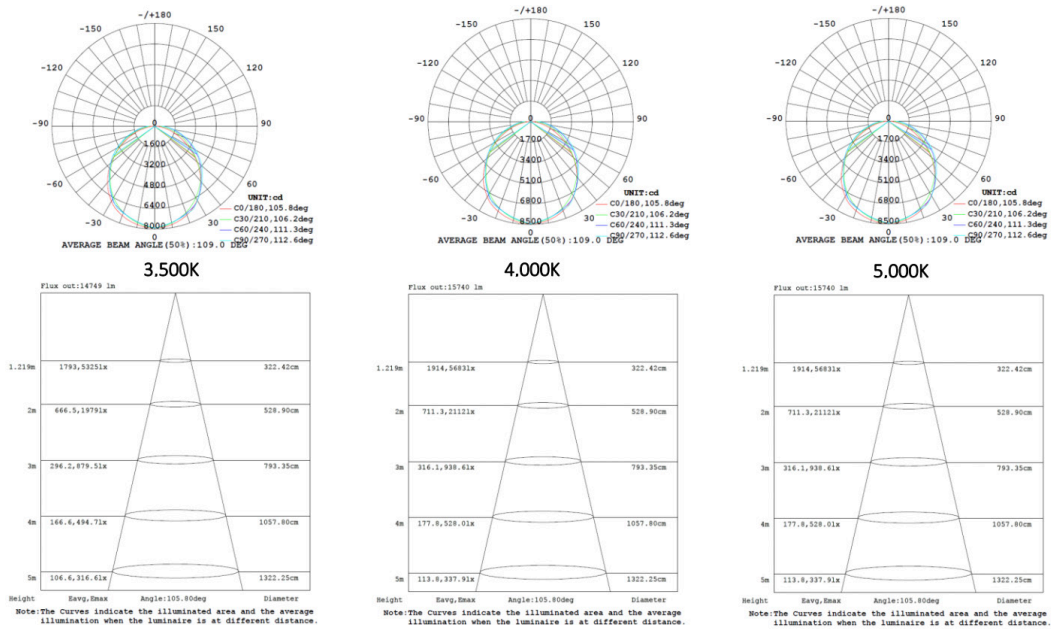 -/+180
-150
150
-120
120
-90
0
90
1600
3200
-60
4800
60
6400
UNIT:cd
-30
30
C0/180,105.8deg
8000
C30/210,106.2deg
0
C60/240,111.3deg
C90/270,112.6deg
AVERAGE BEAM ANGLE(50%):109.0 DEG
3,500K
Flux out:14749 lm
1.219m 1793,5325lx 322.42cm
2m 666.5,1979lx 528.90cm
3m 296.2,879.5lx 793.35cm
4m 166.6,494.7lx 1057.80cm
5m 106.6,316.6lx 1322.25cm
Height Eavg,Emax Angle:105.80deg Diameter
Note:The Curves indicate the illuminated area and the average
illumination when the luminaire is at different distance.
-/+180
-150
150
-120
120
-90
0
90
1700
3400
-60
5100
60
6800
UNIT:cd
-30
30
C0/180,105.8deg
8500
C30/210,106.2deg
0
C60/240,111.3deg
C90/270,112.6deg
AVERAGE BEAM ANGLE(50%):109.0 DEG
4,000K
Flux out:15740 lm
1.219m 1914,5683lx 322.42cm
2m 711.3,2112lx 528.90cm
3m 316.1,938.6lx 793.35cm
4m 177.8,528.0lx 1057.80cm
5m 113.8,337.9lx 1322.25cm
Height Eavg,Emax Angle:105.80deg Diameter
Note:The Curves indicate the illuminated area and the average
illumination when the luminaire is at different distance.
-/+180
-150
150
-120
120
-90
0
90
1700
3400
-60
5100
60
6800
UNIT:cd
-30
30
C0/180,105.8deg
8500
C30/210,106.2deg
0
C60/240,111.3deg
C90/270,112.6deg
AVERAGE BEAM ANGLE(50%):109.0 DEG
5,000K
Flux out:15740 lm
1.219m 1914,5683lx 322.42cm
2m 711.3,2112lx 528.90cm
3m 316.1,938.6lx 793.35cm
4m 177.8,528.0lx 1057.80cm
5m 113.8,337.9lx 1322.25cm
Height Eavg,Emax Angle:105.80deg Diameter
Note:The Curves indicate the illuminated area and the average
illumination when the luminaire is at different distance.